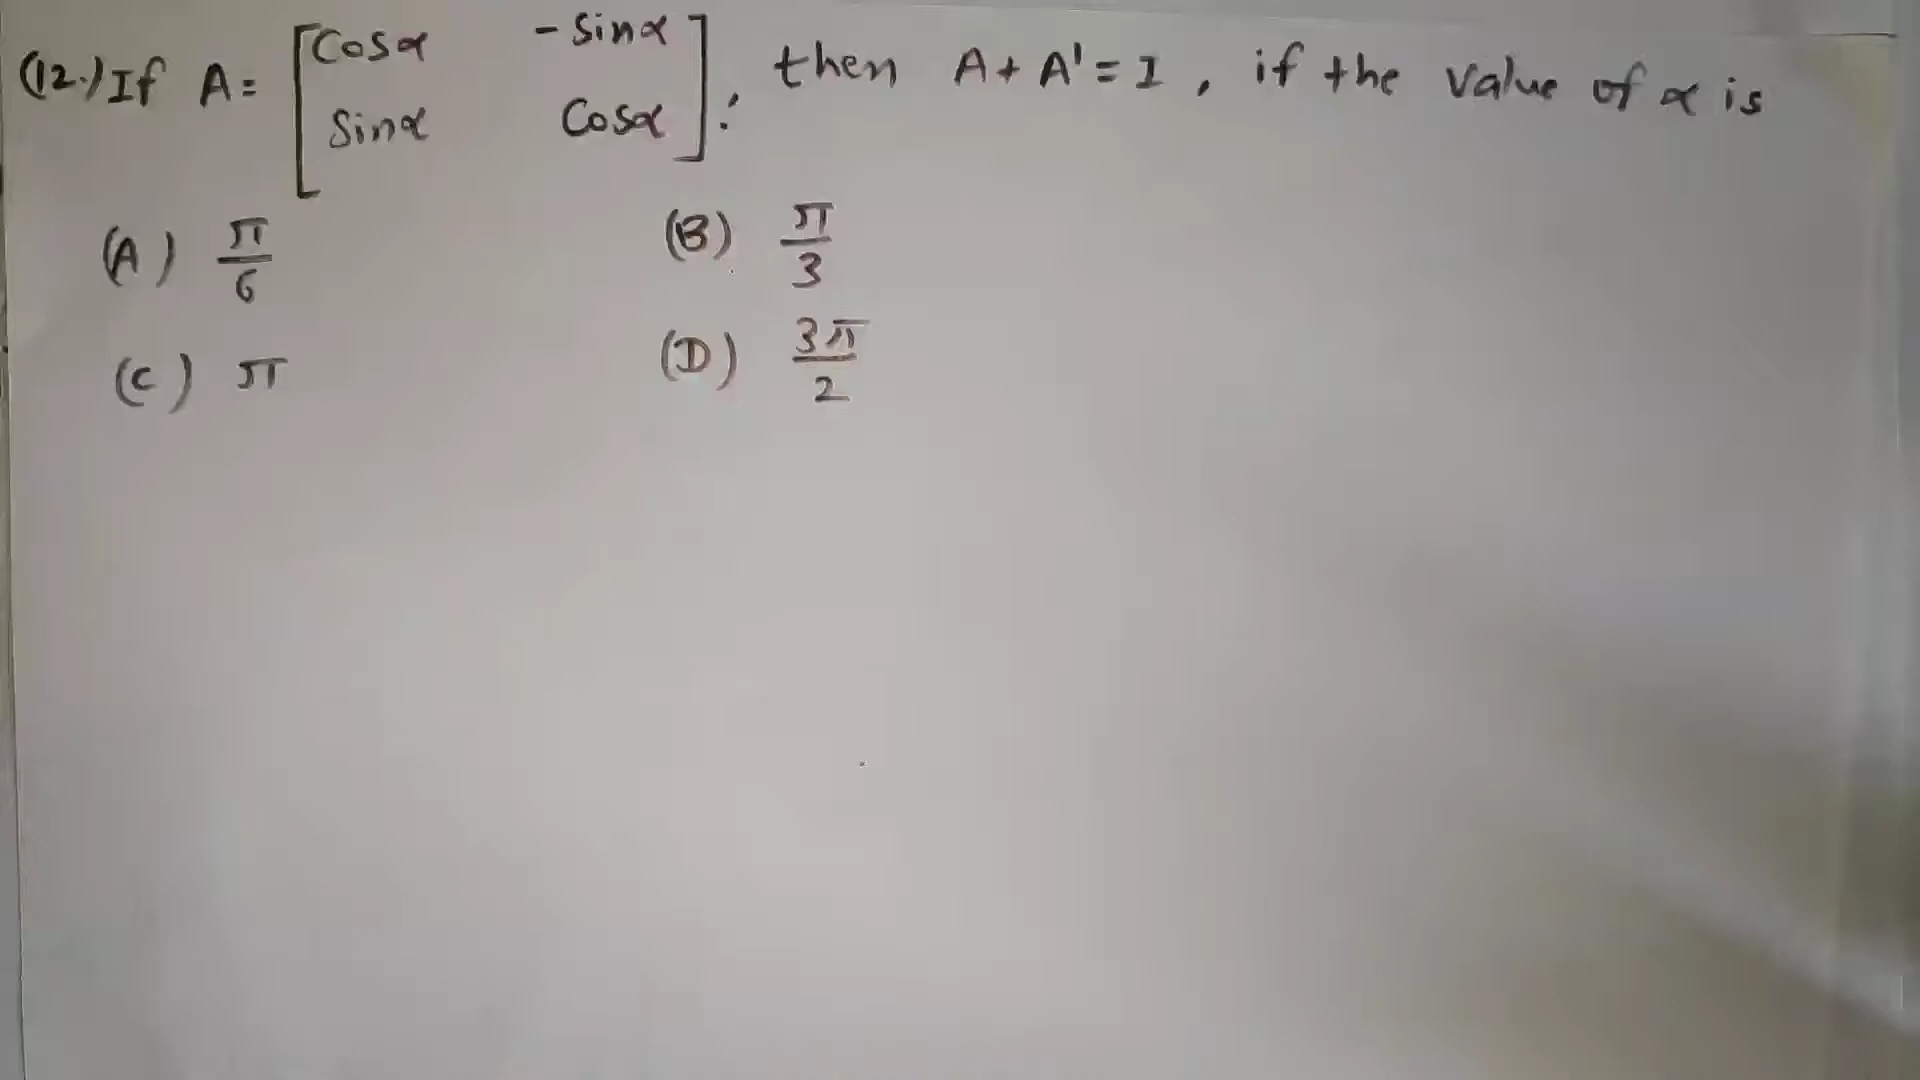 (12.) If A = [Cosα -Sinα], then A + A' = I, if the value of α is
Sinα Cosα
(A) π/6 (B) π/3
(C) π (D) 3π/2